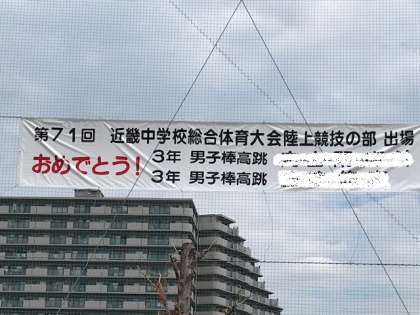 第71回 近畿中学校総合体育大会陸上競技の部 出場
おめでとう!
3年 男子棒高跳
3年 男子棒高跳